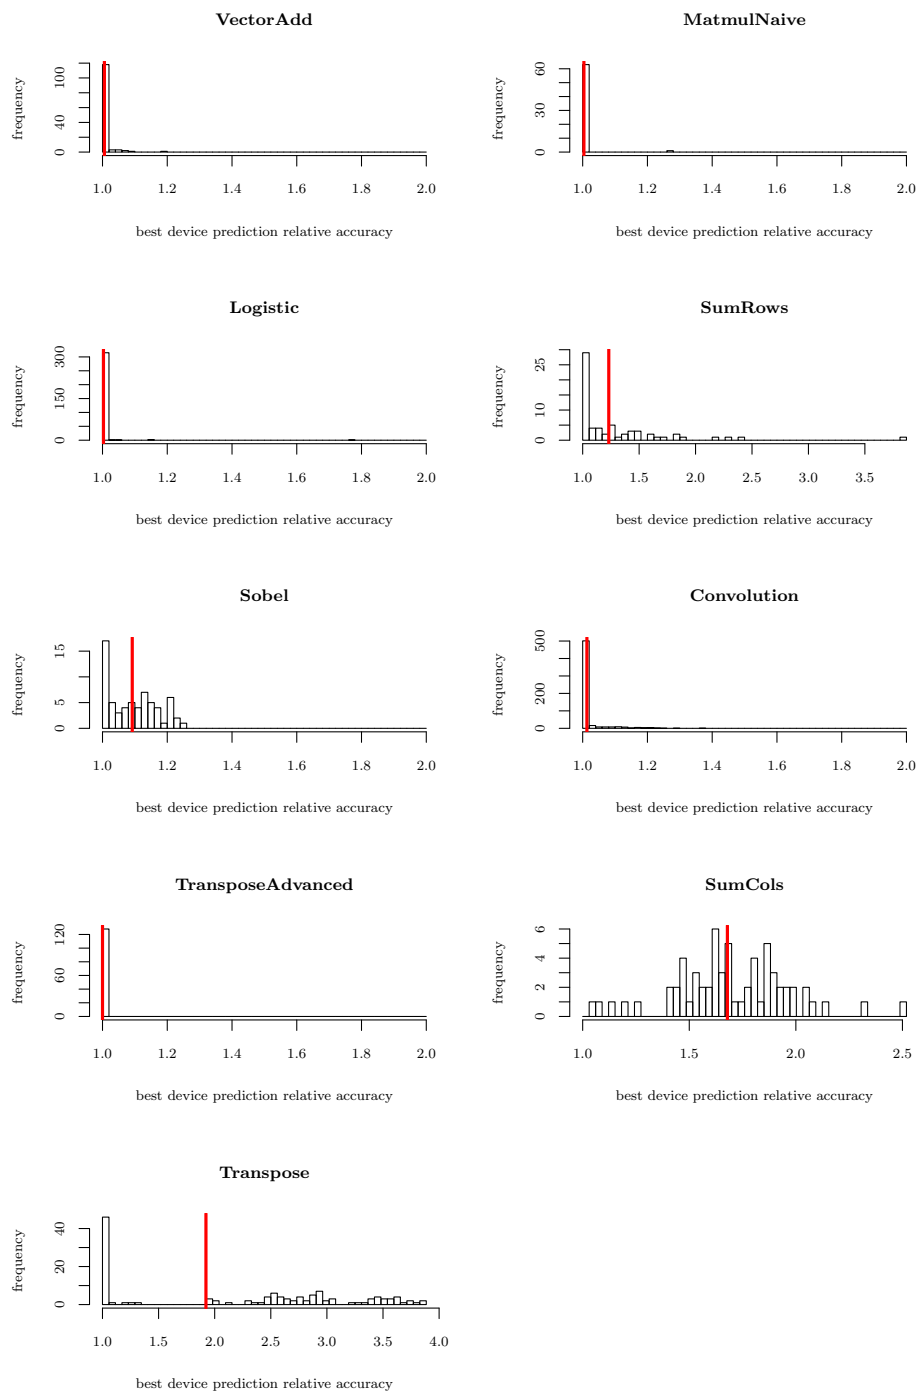 VectorAdd
frequency
0 40 100
1.0 1.2 1.4 1.6 1.8 2.0
best device prediction relative accuracy
MatmulNaive
frequency
0 30 60
1.0 1.2 1.4 1.6 1.8 2.0
best device prediction relative accuracy
Logistic
frequency
0 150 300
1.0 1.2 1.4 1.6 1.8 2.0
best device prediction relative accuracy
SumRows
frequency
0 10 25
1.0 1.5 2.0 2.5 3.0 3.5
best device prediction relative accuracy
Sobel
frequency
0 5 15
1.0 1.2 1.4 1.6 1.8 2.0
best device prediction relative accuracy
Convolution
frequency
0 200 500
1.0 1.2 1.4 1.6 1.8 2.0
best device prediction relative accuracy
TransposeAdvanced
frequency
0 60 120
1.0 1.2 1.4 1.6 1.8 2.0
best device prediction relative accuracy
SumCols
frequency
0 2 4 6
1.0 1.5 2.0 2.5
best device prediction relative accuracy
Transpose
frequency
0 20 40
1.0 1.5 2.0 2.5 3.0 3.5 4.0
best device prediction relative accuracy